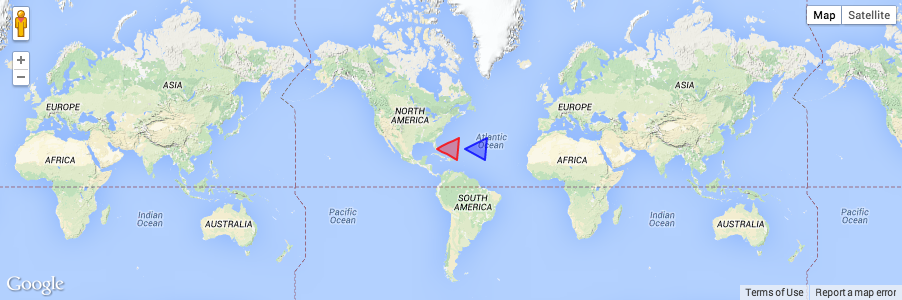 Map Satellite
+
−
ASIA
ASIA
EUROPE
EUROPE
NORTH
AMERICA
Atlantic
Ocean
AFRICA
AFRICA
SOUTH
AMERICA
Indian
Ocean
Pacific
Ocean
Indian
Ocean
Pacific
Ocean
AUSTRALIA
AUSTRALIA
Google
Terms of Use Report a map error